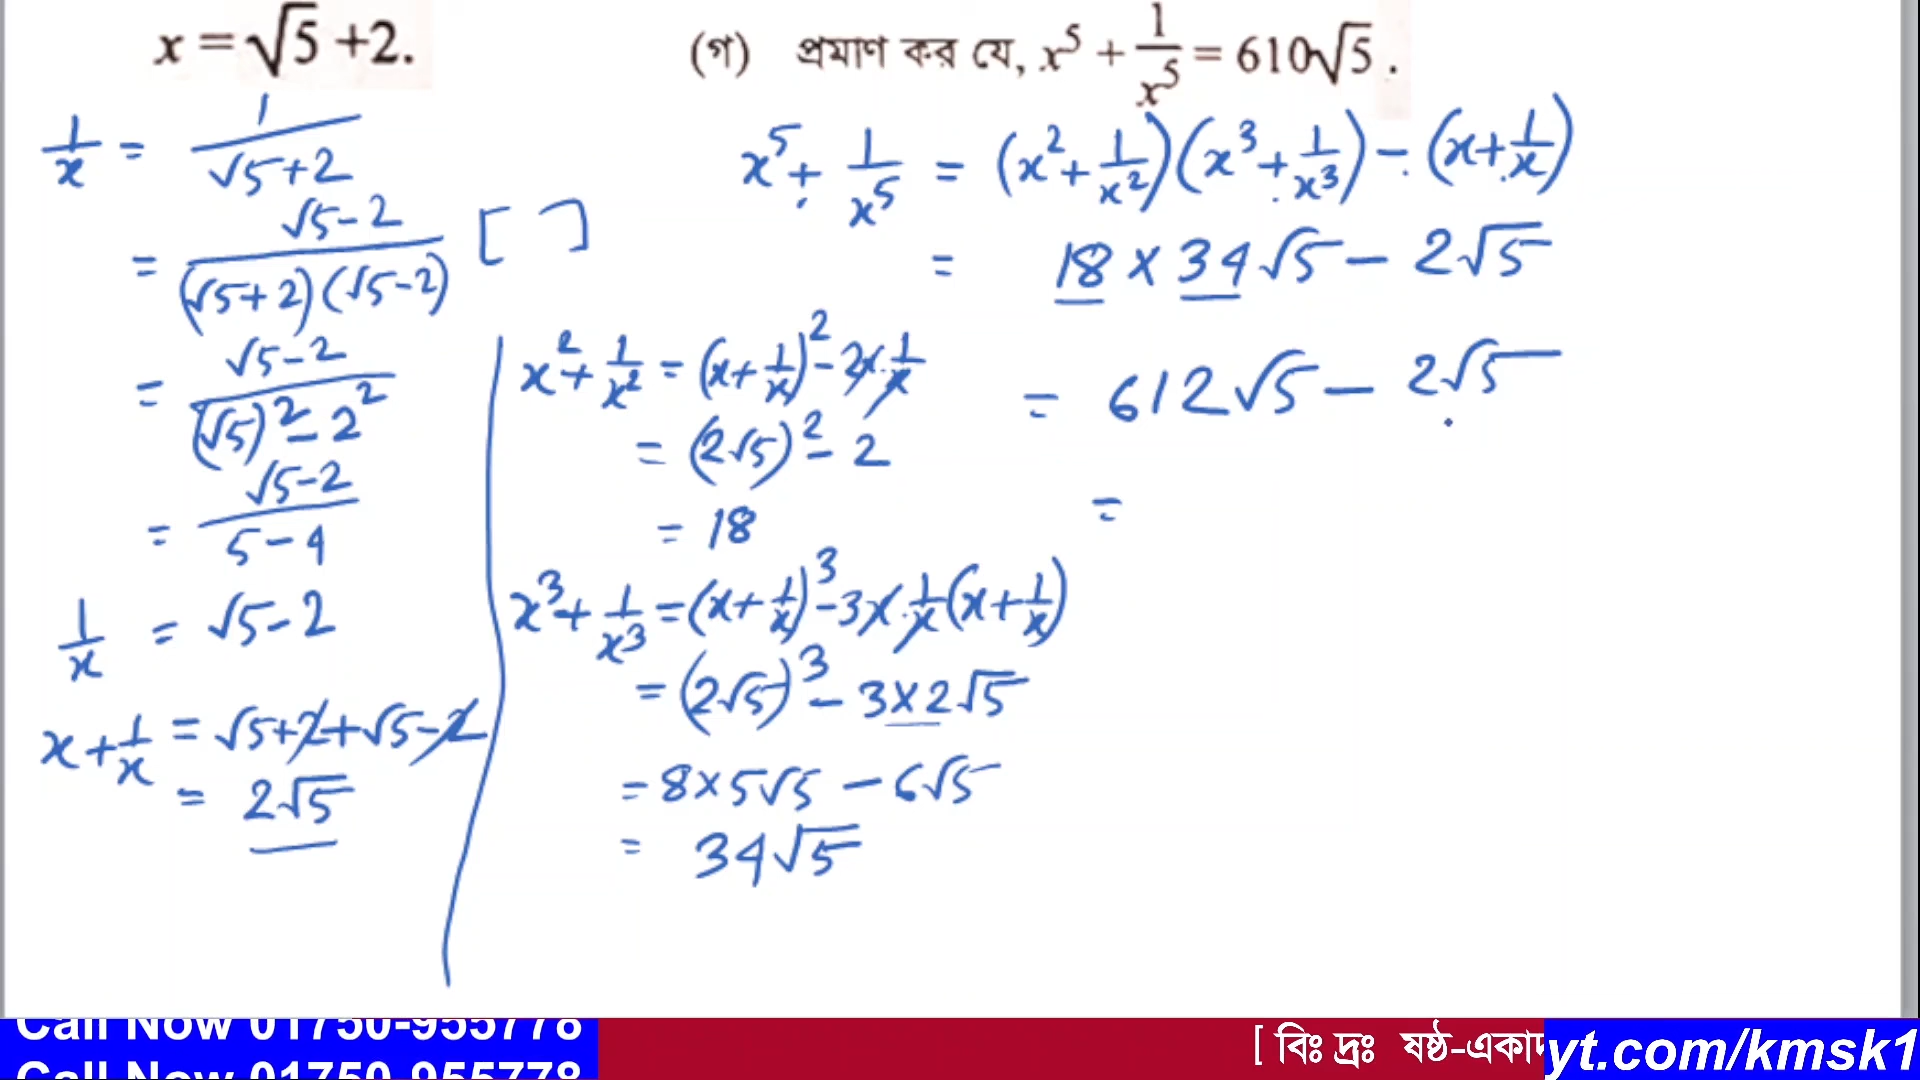 x = √5 + 2.
(গ) প্রমাণ কর যে, x⁵ + 1/x⁵ = 610√5 .
1/x = 1/(√5+2)
= (√5-2)/((√5+2)(√5-2)) [ ]
= (√5-2)/((√5)²-2²)
= (√5-2)/(5-4)
1/x = √5-2
x+1/x = √5+2+√5-2
= 2√5
x²+1/x² = (x+1/x)²-2x.1/x
= (2√5)²-2
= 18
x³+1/x³ = (x+1/x)³-3x.1/x(x+1/x)
= (2√5)³-3×2√5
= 8×5√5-6√5
= 34√5
x⁵+1/x⁵ = (x²+1/x²)(x³+1/x³)-(x+1/x)
= 18×34√5-2√5
= 612√5-2√5
=
Call Now 01750-955778
Call Now 01750-955778
[ বিঃ দ্রঃ ষষ্ঠ-একাদ
yt.com/kmsk1